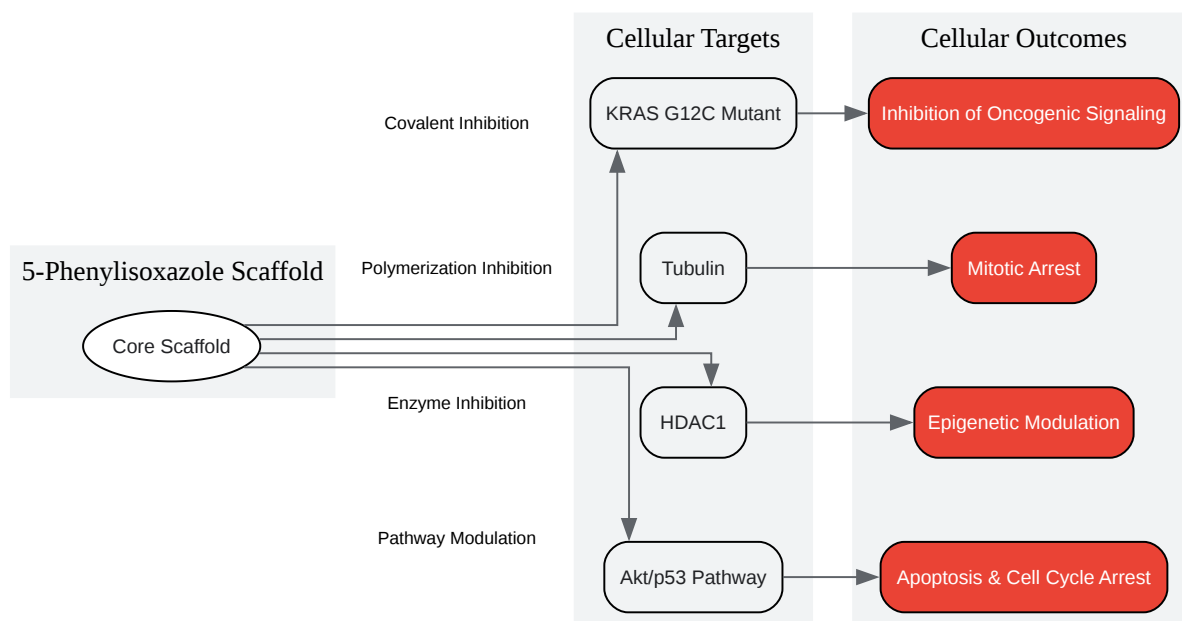 5-Phenylisoxazole Scaffold
Core Scaffold
Covalent Inhibition
Polymerization Inhibition
Enzyme Inhibition
Pathway Modulation
Cellular Targets
KRAS G12C Mutant
Tubulin
HDAC1
Akt/p53 Pathway
Cellular Outcomes
Inhibition of Oncogenic Signaling
Mitotic Arrest
Epigenetic Modulation
Apoptosis & Cell Cycle Arrest